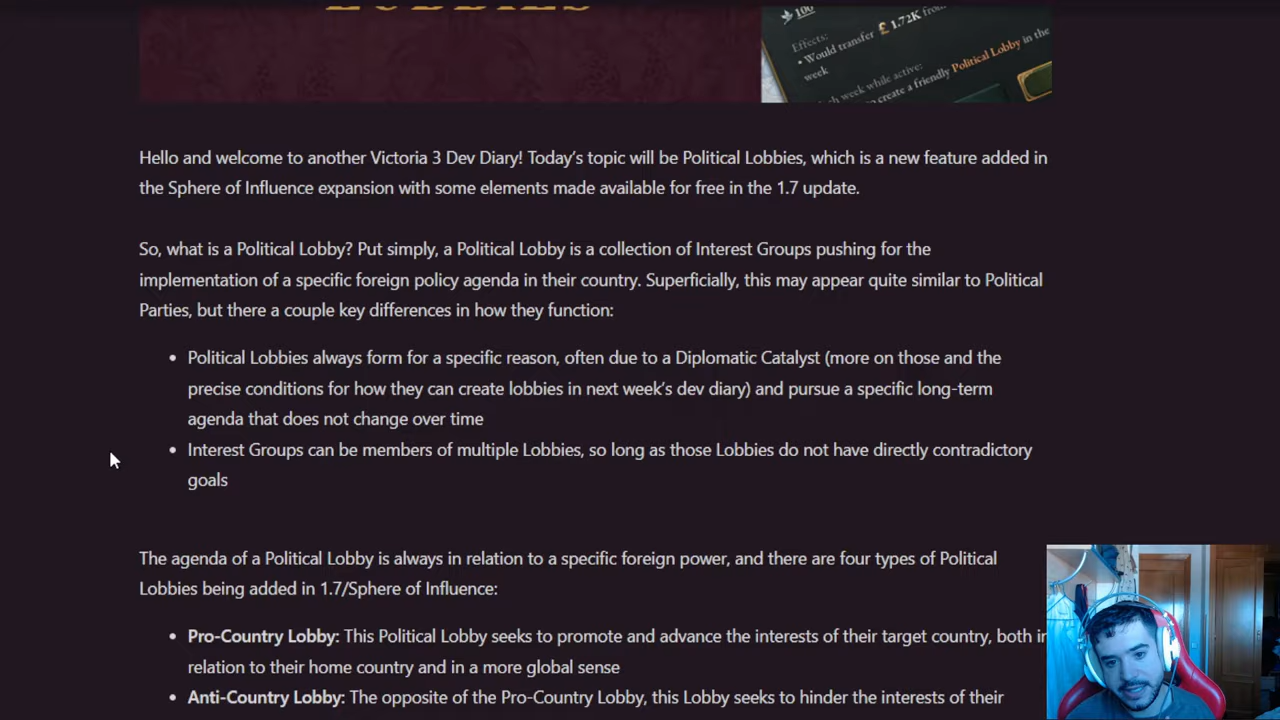 LOBBIES
100
Effects:
• Would transfer £ 1.72K from
week
week while active:
create a friendly Political Lobby in the
Hello and welcome to another Victoria 3 Dev Diary! Today's topic will be Political Lobbies, which is a new feature added in
the Sphere of Influence expansion with some elements made available for free in the 1.7 update.
So, what is a Political Lobby? Put simply, a Political Lobby is a collection of Interest Groups pushing for the
implementation of a specific foreign policy agenda in their country. Superficially, this may appear quite similar to Political
Parties, but there a couple key differences in how they function:
• Political Lobbies always form for a specific reason, often due to a Diplomatic Catalyst (more on those and the
precise conditions for how they can create lobbies in next week's dev diary) and pursue a specific long-term
agenda that does not change over time
• Interest Groups can be members of multiple Lobbies, so long as those Lobbies do not have directly contradictory
goals
The agenda of a Political Lobby is always in relation to a specific foreign power, and there are four types of Political
Lobbies being added in 1.7/Sphere of Influence:
• Pro-Country Lobby: This Political Lobby seeks to promote and advance the interests of their target country, both in
relation to their home country and in a more global sense
• Anti-Country Lobby: The opposite of the Pro-Country Lobby, this Lobby seeks to hinder the interests of their